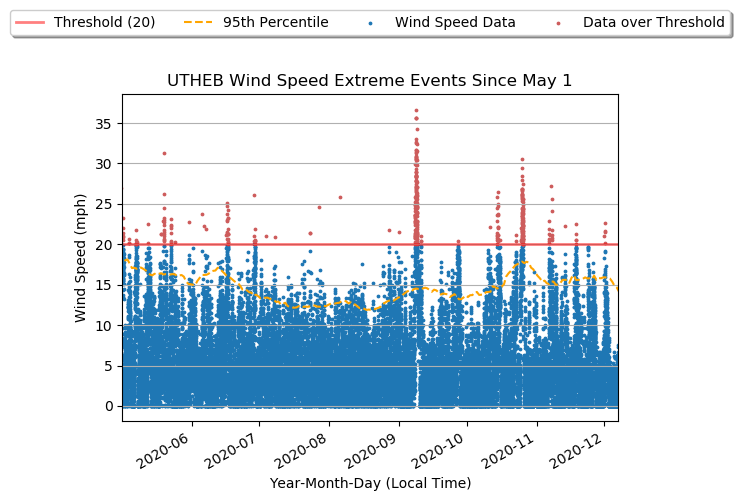 Threshold (20) 95th Percentile Wind Speed Data Data over Threshold
UTHEB Wind Speed Extreme Events Since May 1
Wind Speed (mph)
35
30
25
20
15
10
5
0
2020-06 2020-07 2020-08 2020-09 2020-10 2020-11 2020-12
Year-Month-Day (Local Time)